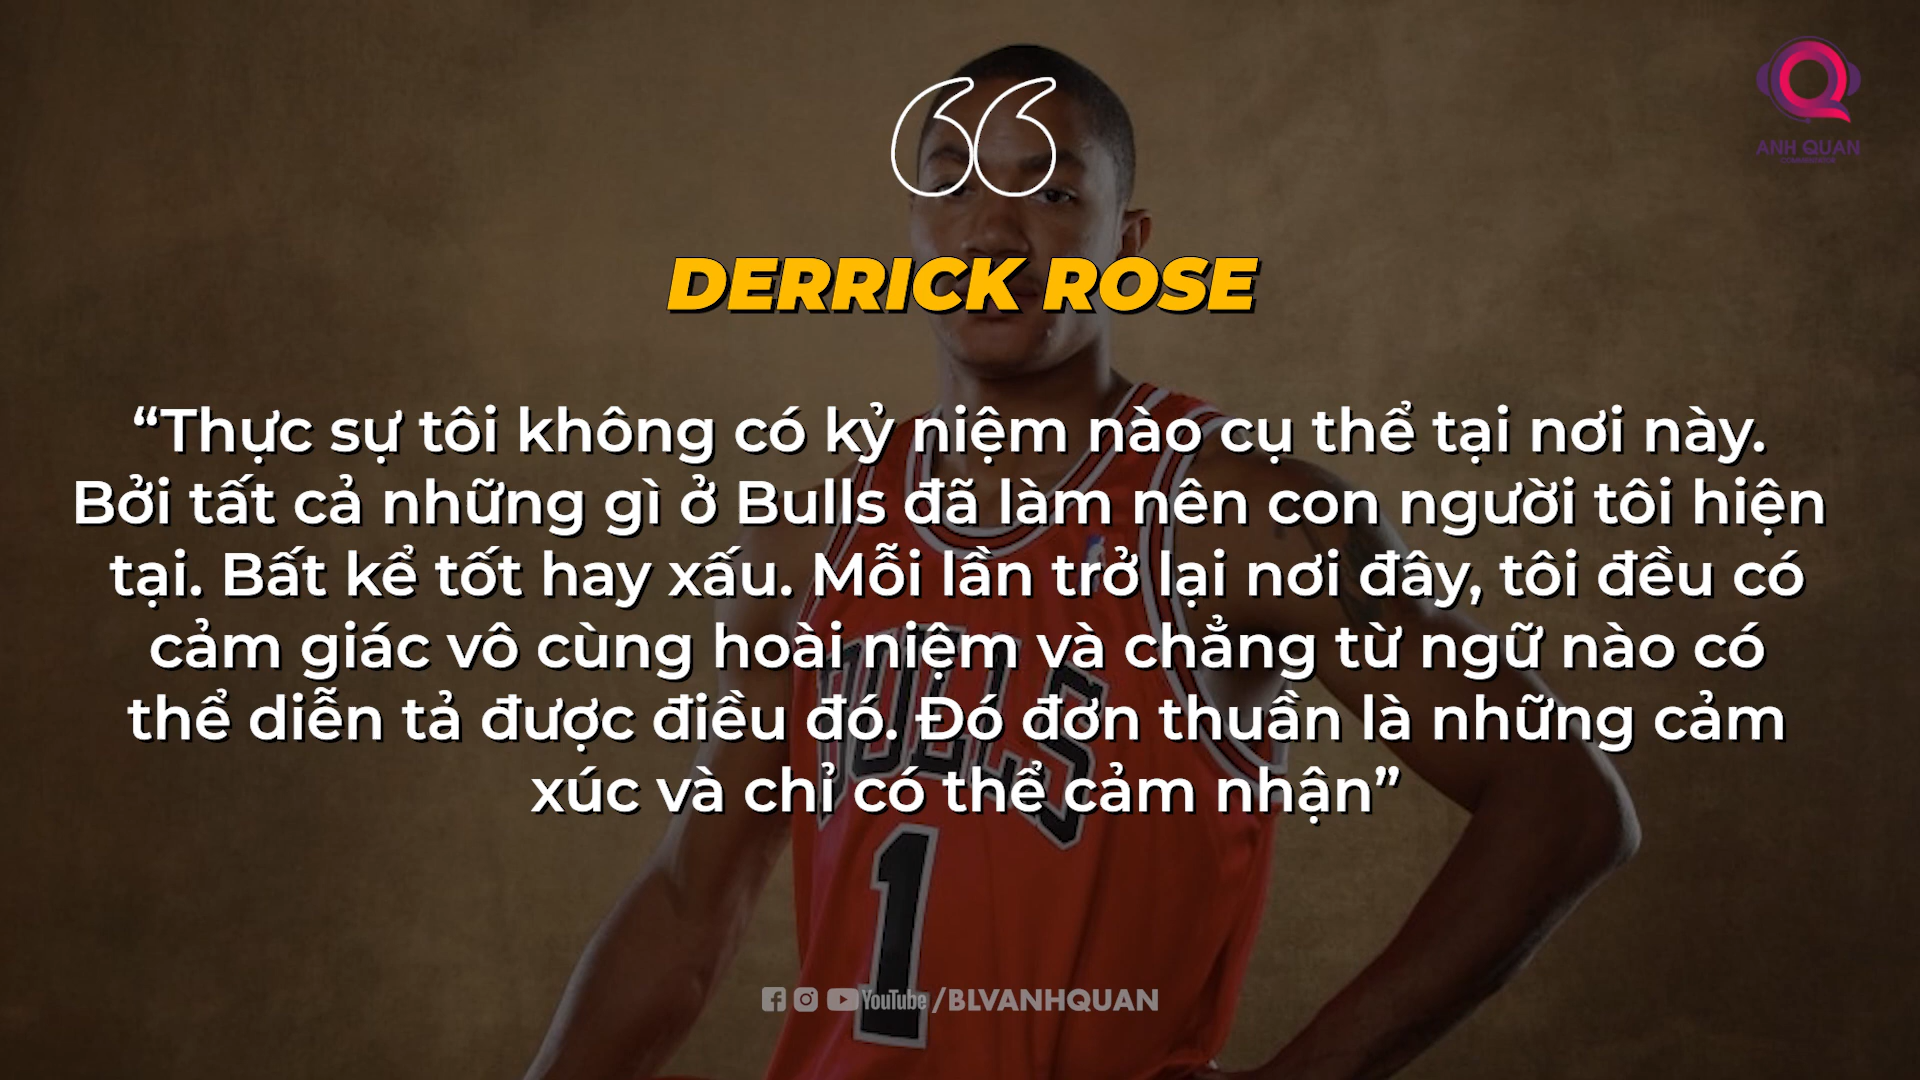 ANH QUAN
COMMENTATOR
DERRICK ROSE
“Thực sự tôi không có kỷ niệm nào cụ thể tại nơi này.
Bởi tất cả những gì ở Bulls đã làm nên con người tôi hiện
tại. Bất kể tốt hay xấu. Mỗi lần trở lại nơi đây, tôi đều có
cảm giác vô cùng hoài niệm và chẳng từ ngữ nào có
thể diễn tả được điều đó. Đó đơn thuần là những cảm
xúc và chỉ có thể cảm nhận”
BULLS
1
YouTube /BLVANHQUAN